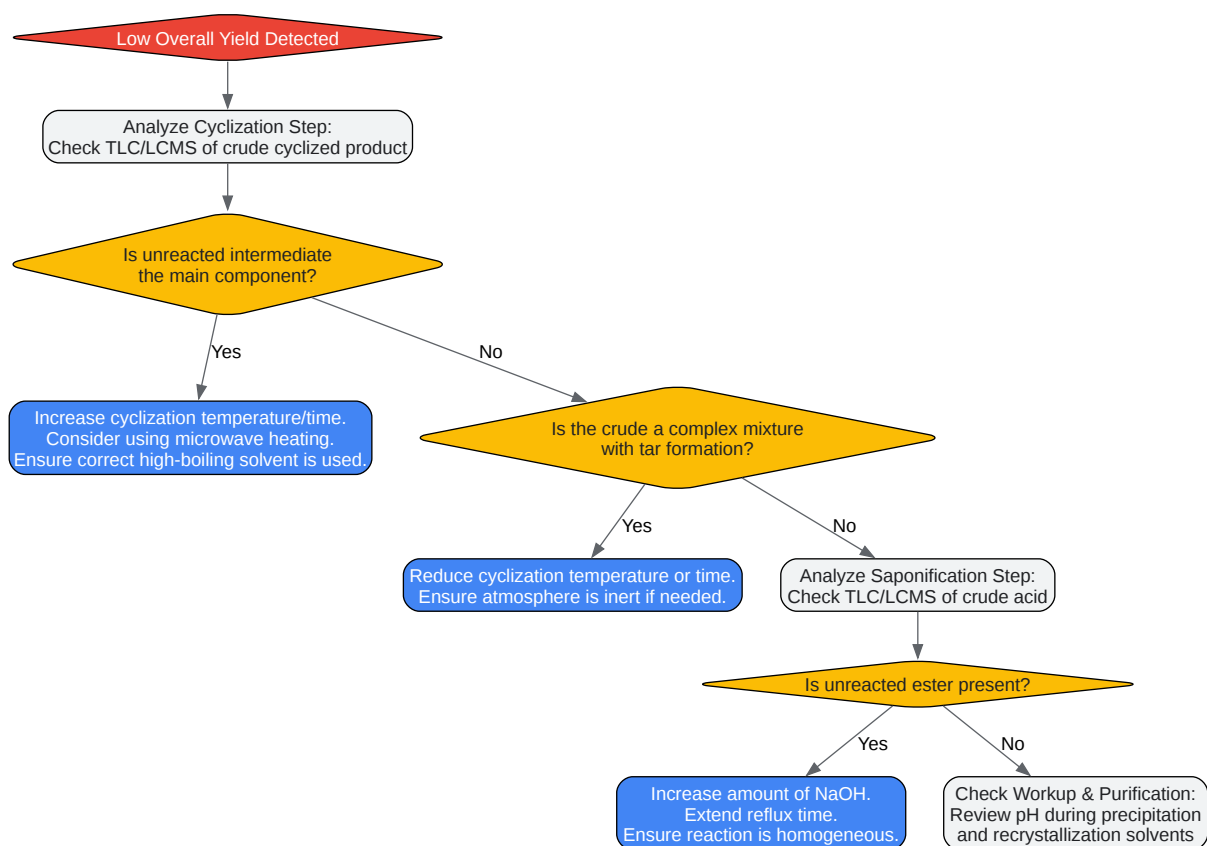 Low Overall Yield Detected
Analyze Cyclization Step:
Check TLC/LCMS of crude cyclized product
Is unreacted intermediate
the main component?
Yes
No
Increase cyclization temperature/time.
Consider using microwave heating.
Ensure correct high-boiling solvent is used.
Is the crude a complex mixture
with tar formation?
Yes
No
Reduce cyclization temperature or time.
Ensure atmosphere is inert if needed.
Analyze Saponification Step:
Check TLC/LCMS of crude acid
Is unreacted ester present?
Yes
No
Increase amount of NaOH.
Extend reflux time.
Ensure reaction is homogeneous.
Check Workup & Purification:
Review pH during precipitation
and recrystallization solvents